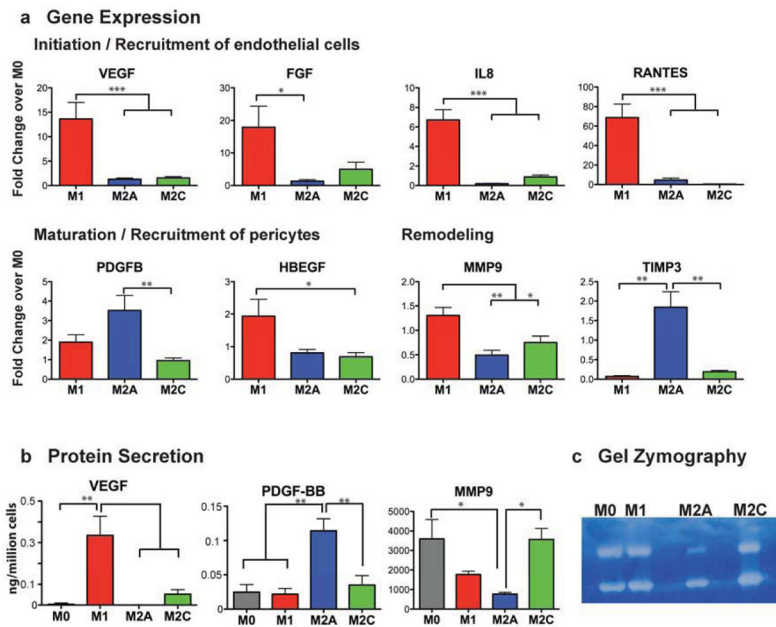 a Gene Expression
Initiation / Recruitment of endothelial cells
VEGF
Fold Change over M0
20
15
10
5
0
***
M1 M2A M2C
FGF
30
20
10
0
*
M1 M2A M2C
IL8
8
6
4
2
0
***
M1 M2A M2C
RANTES
100
80
60
40
20
0
***
M1 M2A M2C
Maturation / Recruitment of pericytes
PDGFB
Fold Change over M0
5
4
3
2
1
0
**
M1 M2A M2C
HBEGF
3
2
1
0
*
M1 M2A M2C
Remodeling
MMP9
2.0
1.5
1.0
0.5
0.0
** *
M1 M2A M2C
TIMP3
2.5
2.0
1.5
1.0
0.5
0.0
** **
M1 M2A M2C
b Protein Secretion
VEGF
ng/million cells
0.5
0.4
0.3
0.2
0.1
0.0
**
M0 M1 M2A M2C
PDGF-BB
0.15
0.1
0.05
0.00
** **
M0 M1 M2A M2C
MMP9
5000
4000
3000
2000
1000
0
* *
M0 M1 M2A M2C
c Gel Zymography
M0 M1 M2A M2C